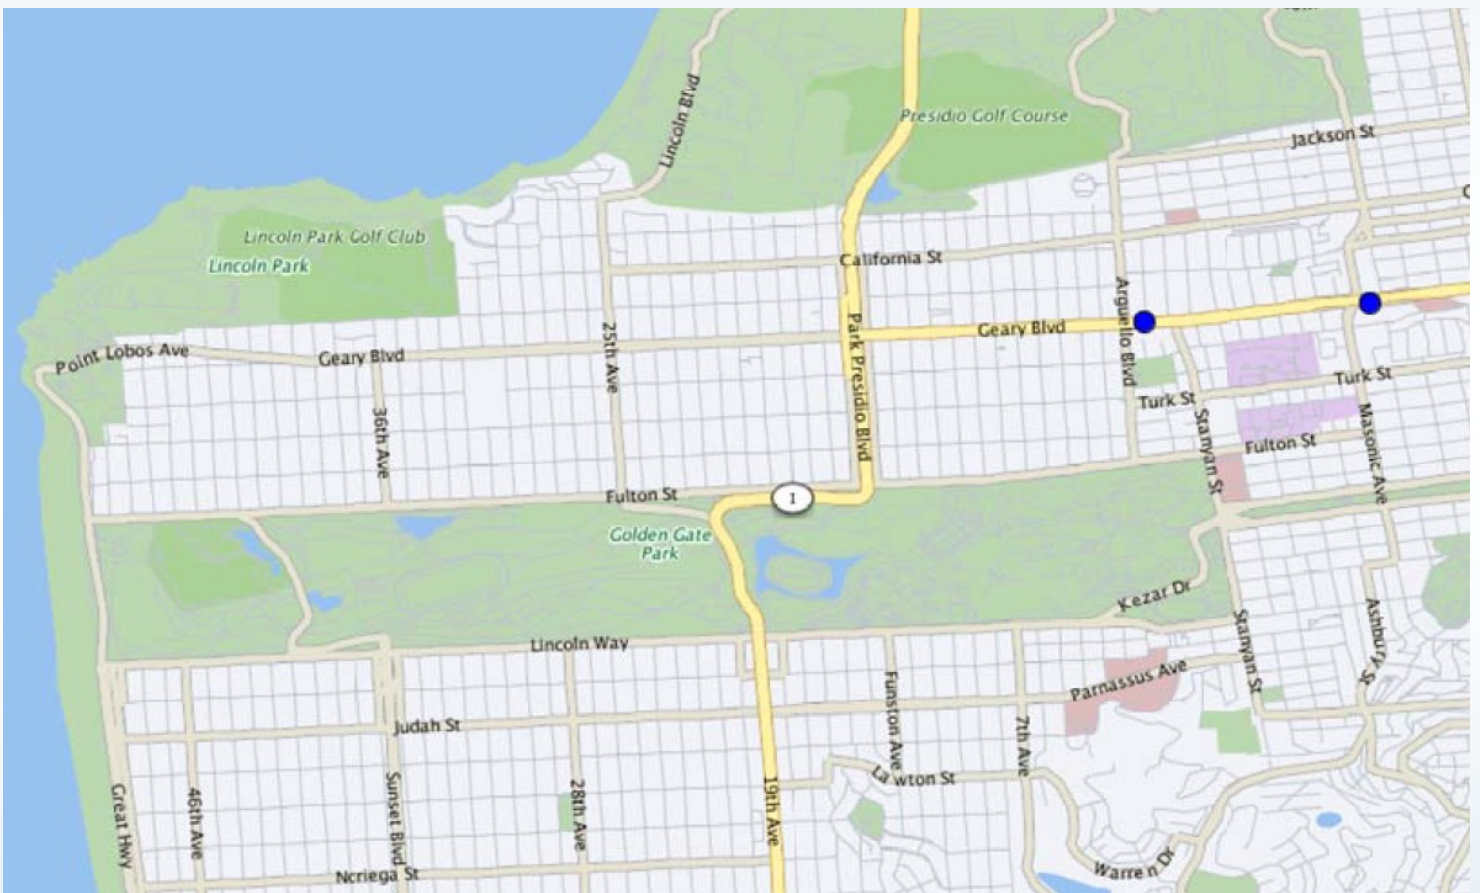 Lincoln Blvd
Presidio Golf Course
Jackson St
Lincoln Park Golf Club
Lincoln Park
California St
Point Lobos Ave
Geary Blvd
25th Ave
Park Presidio Blvd
Geary Blvd
Arguello Blvd
Turk St
Turk St
36th Ave
Stanyan St
Fulton St
Masonic Ave
Fulton St
1
Golden Gate
Park
Kezar Dr
Lincoln Way
Stanyan St
Ashbury St
Parnassus Ave
Judah St
Funston Ave
7th Ave
Lawton St
Great Hwy
46th Ave
Sunset Blvd
28th Ave
19th Ave
Warren Dr
Noriega St